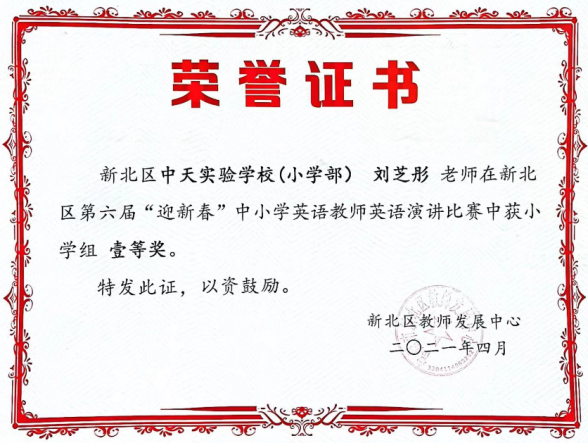 荣誉证书
新北区中天实验学校(小学部) 刘芝彤 老师在新北
区第六届“迎新春”中小学英语教师英语演讲比赛中获小
学组 壹等奖。
特发此证，以资鼓励。
新北区教师发展中心
二〇二一年四月